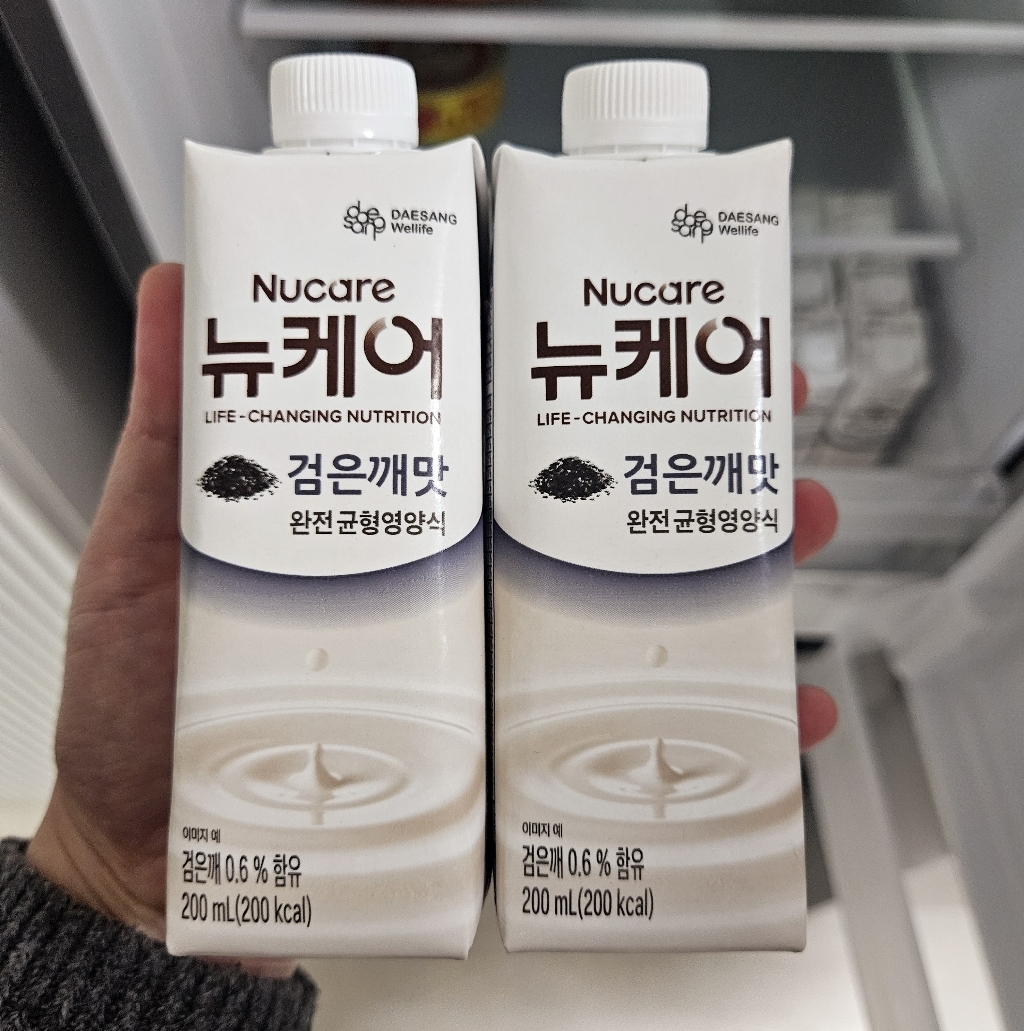 daesang
DAESANG
Wellife
Nucare
뉴케어
LIFE-CHANGING NUTRITION
검은깨맛
완전균형영양식
이미지 예
검은깨 0.6 % 함유
200 mL(200 kcal)
daesang
DAESANG
Wellife
Nucare
뉴케어
LIFE-CHANGING NUTRITION
검은깨맛
완전균형영양식
이미지 예
검은깨 0.6 % 함유
200 mL(200 kcal)